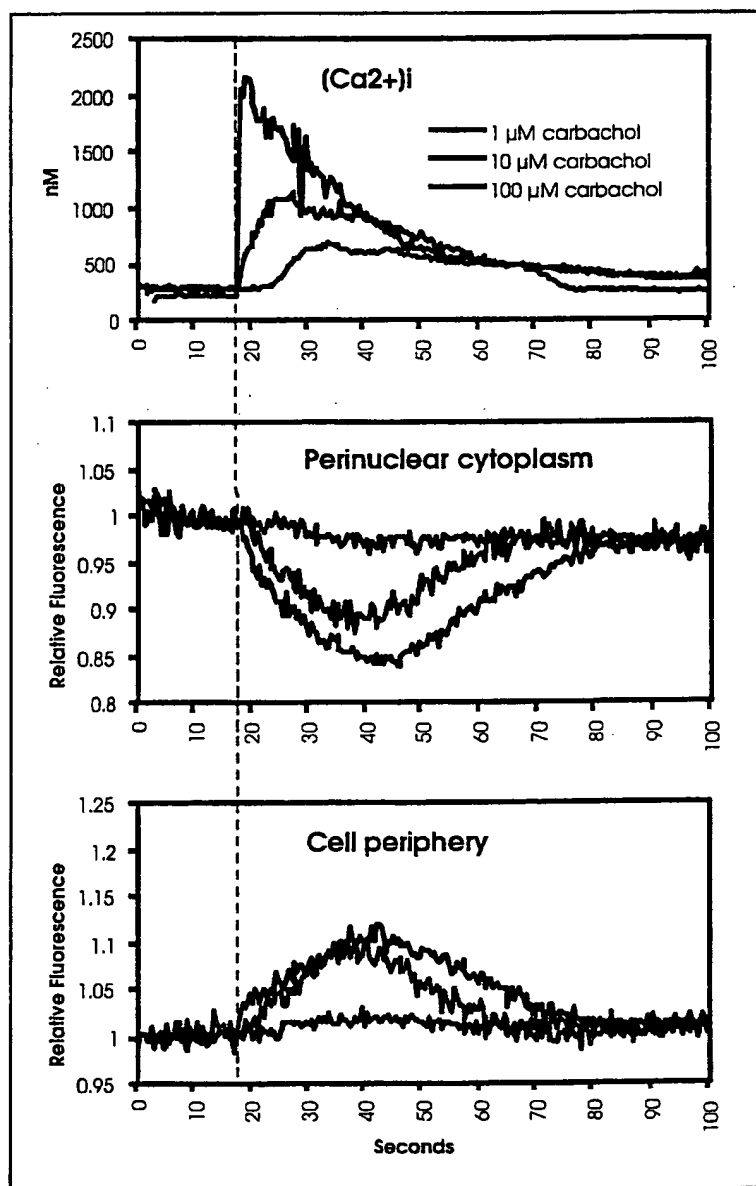 (Ca2+)i
nM
2500
2000
1500
1000
500
0
1 µM carbachol
10 µM carbachol
100 µM carbachol
0 10 20 30 40 50 60 70 80 90 100
Perinuclear cytoplasm
Relative Fluorescence
1.1
1.05
1
0.95
0.9
0.85
0.8
0 10 20 30 40 50 60 70 80 90 100
Cell periphery
Relative Fluorescence
1.25
1.2
1.15
1.1
1.05
1
0.95
0 10 20 30 40 50 60 70 80 90 100
Seconds